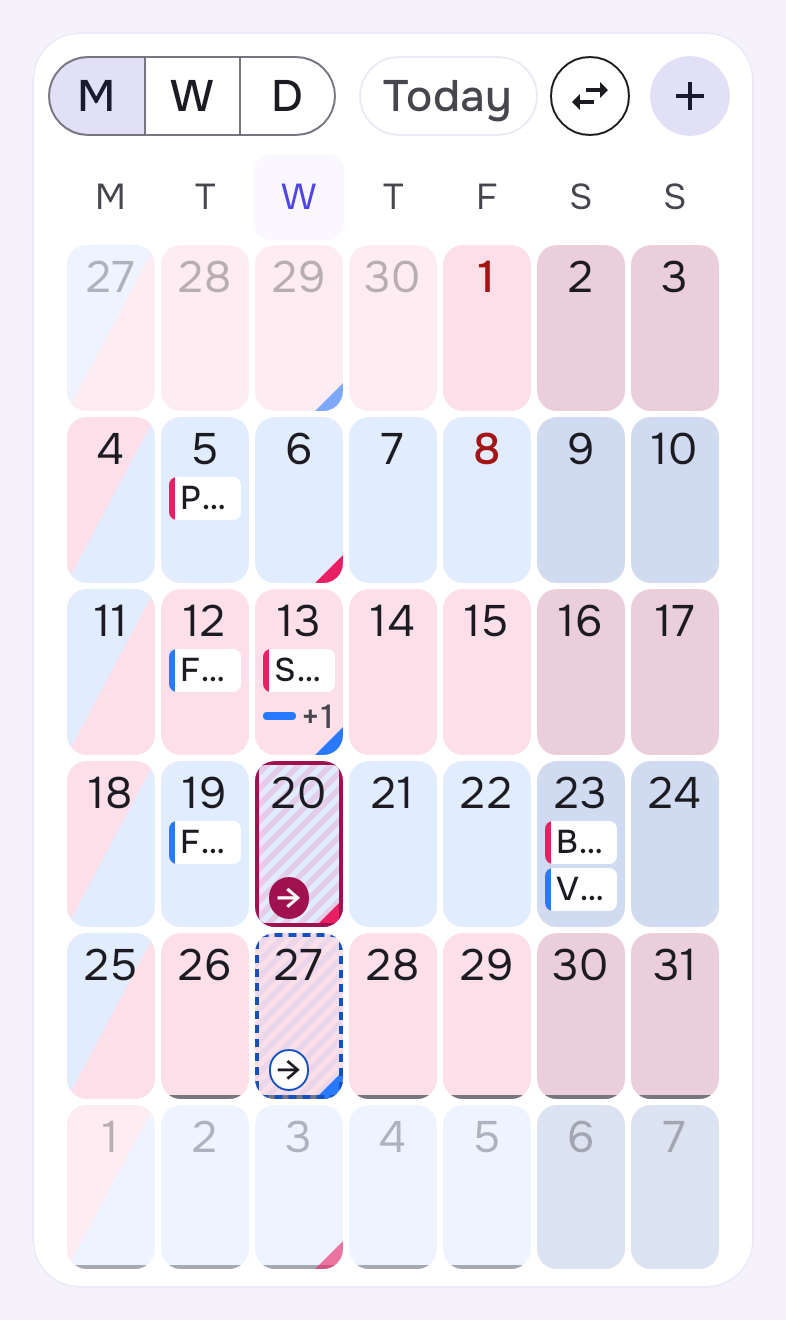 M W D Today
M T W T F S S
27 28 29 30 1 2 3
4 5 6 7 8 9 10
P...
11 12 13 14 15 16 17
F... S...
+1
18 19 20 21 22 23 24
F... B...
V...
25 26 27 28 29 30 31
1 2 3 4 5 6 7